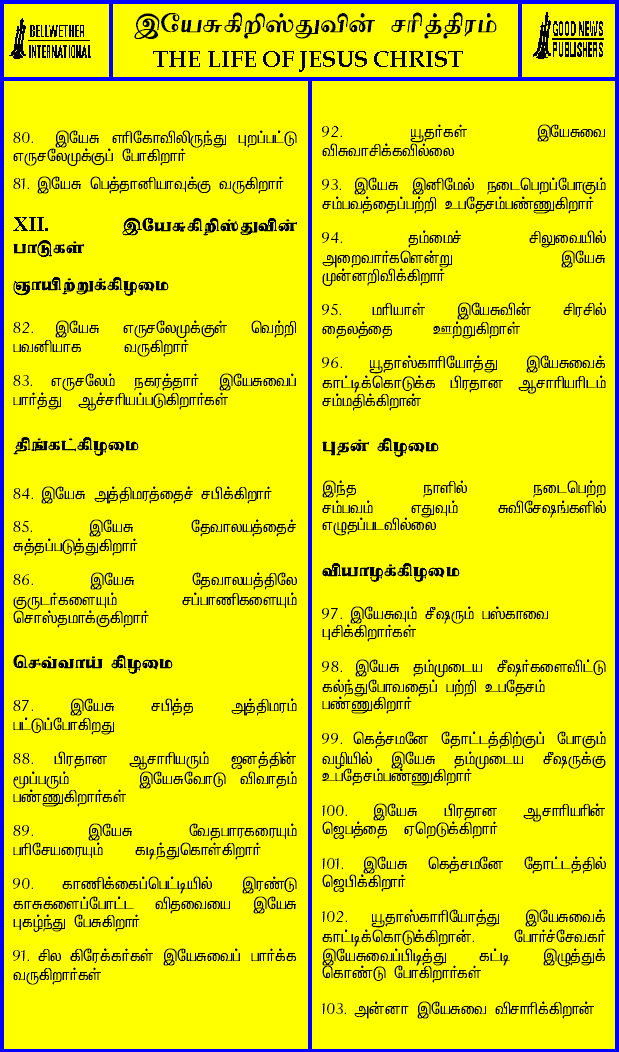 BELLWETHER
INTERNATIONAL
இயேசுகிறிஸ்துவின் சரித்திரம்
THE LIFE OF JESUS CHRIST
GOOD NEWS
PUBLISHERS
80. இயேசு எரிகோவிலிருந்து புறப்பட்டு
எருசலேமுக்குப் போகிறார்
81. இயேசு பெத்தானியாவுக்கு வருகிறார்
XII. இயேசுகிறிஸ்துவின்
பாடுகள்
ஞாயிற்றுக்கிழமை
82. இயேசு எருசலேமுக்குள் வெற்றி
பவனியாக வருகிறார்
83. எருசலேம் நகரத்தார் இயேசுவைப்
பார்த்து ஆச்சரியப்படுகிறார்கள்
திங்கட்கிழமை
84. இயேசு அத்திமரத்தைச் சபிக்கிறார்
85. இயேசு தேவாலயத்தைச்
சுத்தப்படுத்துகிறார்
86. இயேசு தேவாலயத்திலே
குருடர்களையும் சப்பாணிகளையும்
சொஸ்தமாக்குகிறார்
செவ்வாய் கிழமை
87. இயேசு சபித்த அத்திமரம்
பட்டுப்போகிறது
88. பிரதான ஆசாரியரும் ஜனத்தின்
மூப்பரும் இயேசுவோடு விவாதம்
பண்ணுகிறார்கள்
89. இயேசு வேதபாரகரையும்
பரிசேயரையும் கடிந்துகொள்கிறார்
90. காணிக்கைப்பெட்டியில் இரண்டு
காசுகளைப்போட்ட விதவையை இயேசு
புகழ்ந்து பேசுகிறார்
91. சில கிரேக்கர்கள் இயேசுவைப் பார்க்க
வருகிறார்கள்
92. யூதர்கள் இயேசுவை
விசுவாசிக்கவில்லை
93. இயேசு இனிமேல் நடைபெறப்போகும்
சம்பவத்தைப்பற்றி உபதேசம்பண்ணுகிறார்
94. தம்மைச் சிலுவையில்
அறைவார்களென்று இயேசு
முன்னறிவிக்கிறார்
95. மரியாள் இயேசுவின் சிரசில்
தைலத்தை ஊற்றுகிறாள்
96. யூதாஸ்காரியோத்து இயேசுவைக்
காட்டிக்கொடுக்க பிரதான ஆசாரியரிடம்
சம்மதிக்கிறான்
புதன் கிழமை
இந்த நாளில் நடைபெற்ற
சம்பவம் எதுவும் சுவிசேஷங்களில்
எழுதப்படவில்லை
வியாழக்கிழமை
97. இயேசுவும் சீஷரும் பஸ்காவை
புசிக்கிறார்கள்
98. இயேசு தம்முடைய சீஷர்களைவிட்டு
கல்ந்துபோவதைப் பற்றி உபதேசம்
பண்ணுகிறார்
99. கெத்சமனே தோட்டத்திற்குப் போகும்
வழியில் இயேசு தம்முடைய சீஷருக்கு
உபதேசம்பண்ணுகிறார்
100. இயேசு பிரதான ஆசாரியரின்
ஜெபத்தை ஏறெடுக்கிறார்
101. இயேசு கெத்சமனே தோட்டத்தில்
ஜெபிக்கிறார்
102. யூதாஸ்காரியோத்து இயேசுவைக்
காட்டிக்கொடுக்கிறான். போர்ச்சேவகர்
இயேசுவைப்பிடித்து கட்டி இழுத்துக்
கொண்டு போகிறார்கள்
103. அன்னா இயேசுவை விசாரிக்கிறான்